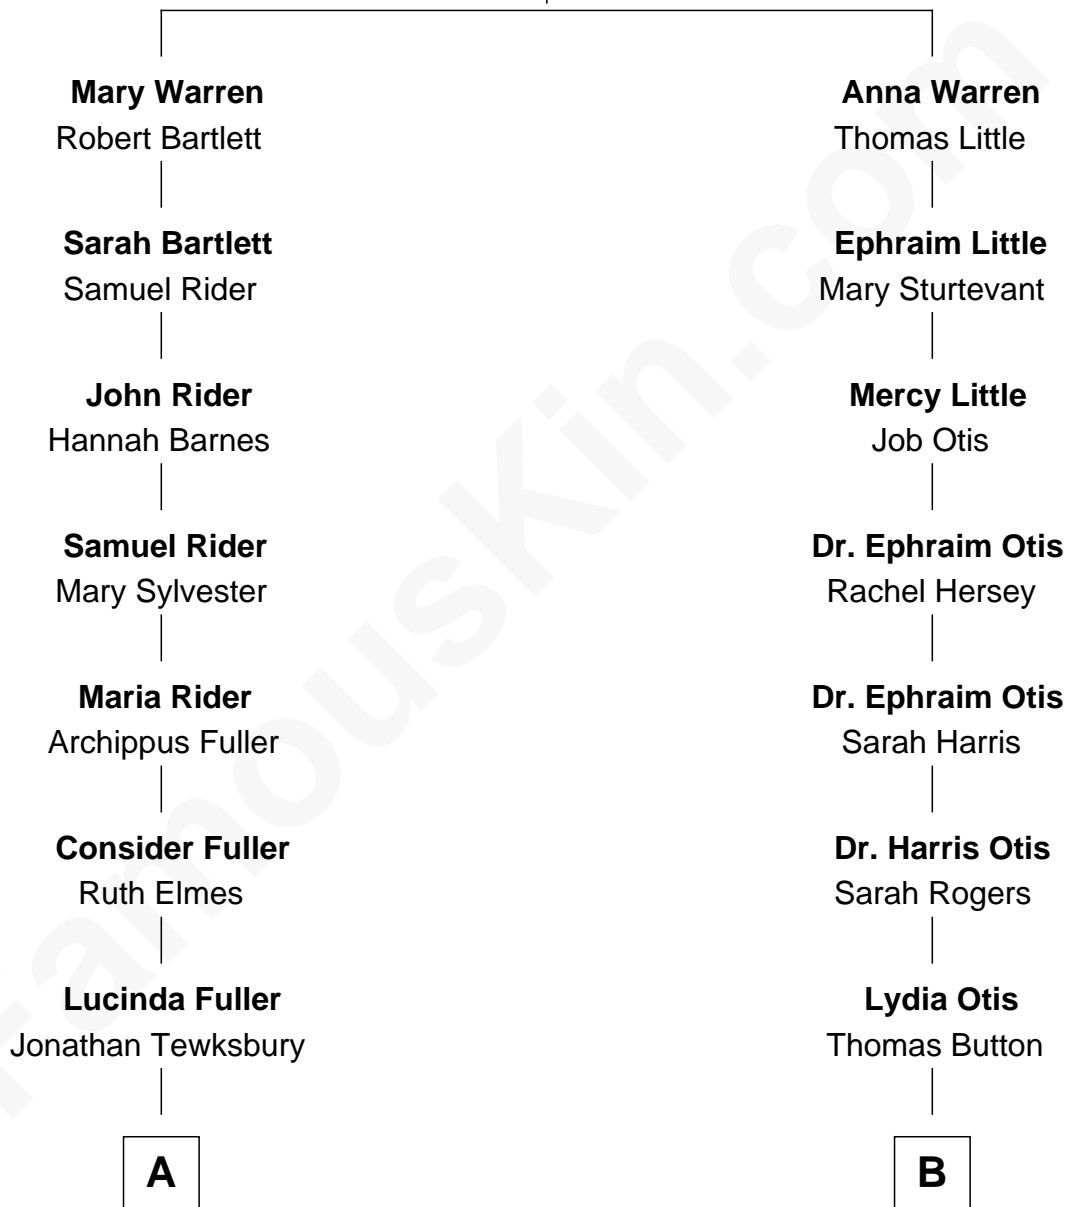 Mary Warren
Robert Bartlett
Sarah Bartlett
Samuel Rider
John Rider
Hannah Barnes
Samuel Rider
Mary Sylvester
Maria Rider
Archippus Fuller
Consider Fuller
Ruth Elmes
Lucinda Fuller
Jonathan Tewksbury
A
Anna Warren
Thomas Little
Ephraim Little
Mary Sturtevant
Mercy Little
Job Otis
Dr. Ephraim Otis
Rachel Hersey
Dr. Ephraim Otis
Sarah Harris
Dr. Harris Otis
Sarah Rogers
Lydia Otis
Thomas Button
B
FamousKin.com